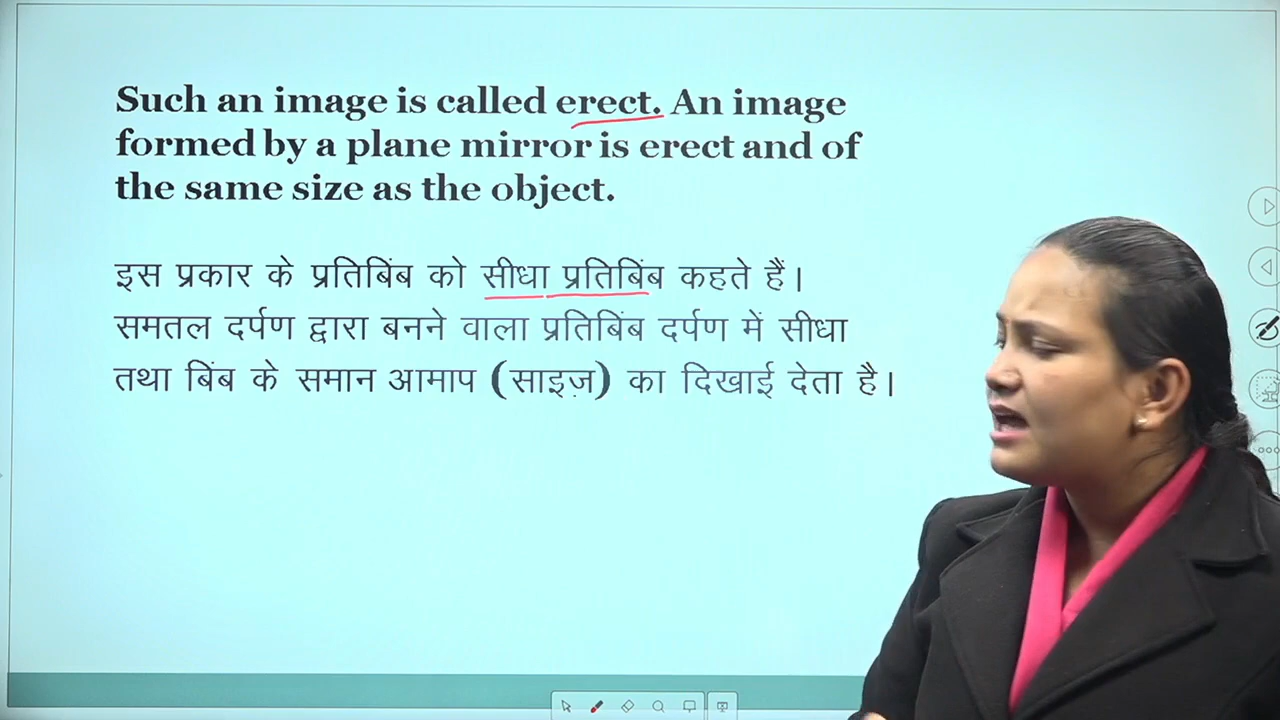 Such an image is called erect. An image
formed by a plane mirror is erect and of
the same size as the object.
इस प्रकार के प्रतिबिंब को सीधा प्रतिबिंब कहते हैं।
समतल दर्पण द्वारा बनने वाला प्रतिबिंब दर्पण में सीधा
तथा बिंब के समान आमाप (साइज़) का दिखाई देता है।